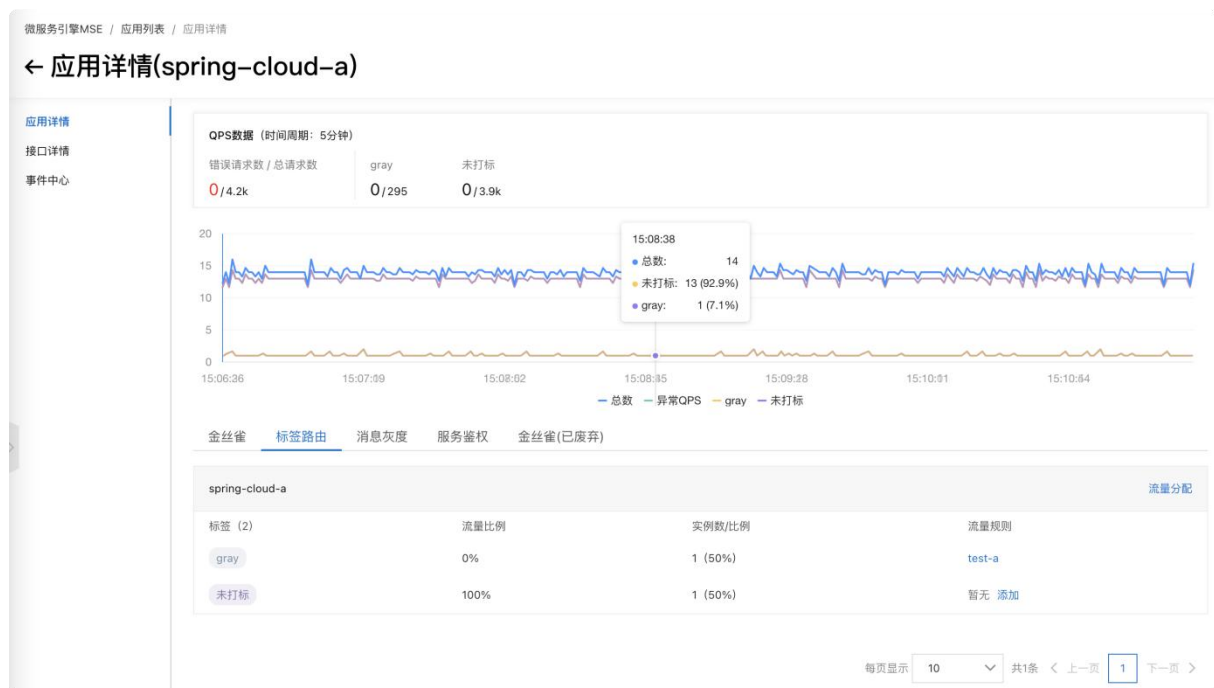 微服务引擎MSE / 应用列表 / 应用详情
← 应用详情(spring-cloud-a)
应用详情
接口详情
事件中心
QPS数据（时间周期：5分钟）
错误请求数 / 总请求数 gray 未打标
0/4.2k 0/295 0/3.9k
20
15
10
5
0
15:08:38
总数: 14
未打标: 13 (92.9%)
gray: 1 (7.1%)
15:06:36 15:07:19 15:08:02 15:08:45 15:09:28 15:10:11 15:10:54
总数 异常QPS gray 未打标
金丝雀 标签路由 消息灰度 服务鉴权 金丝雀(已废弃)
spring-cloud-a 流量分配
标签（2） 流量比例 实例数/比例 流量规则
gray 0% 1（50%） test-a
未打标 100% 1（50%） 暂无 添加
每页显示 10 共1条 < 上一页 1 下一页 >